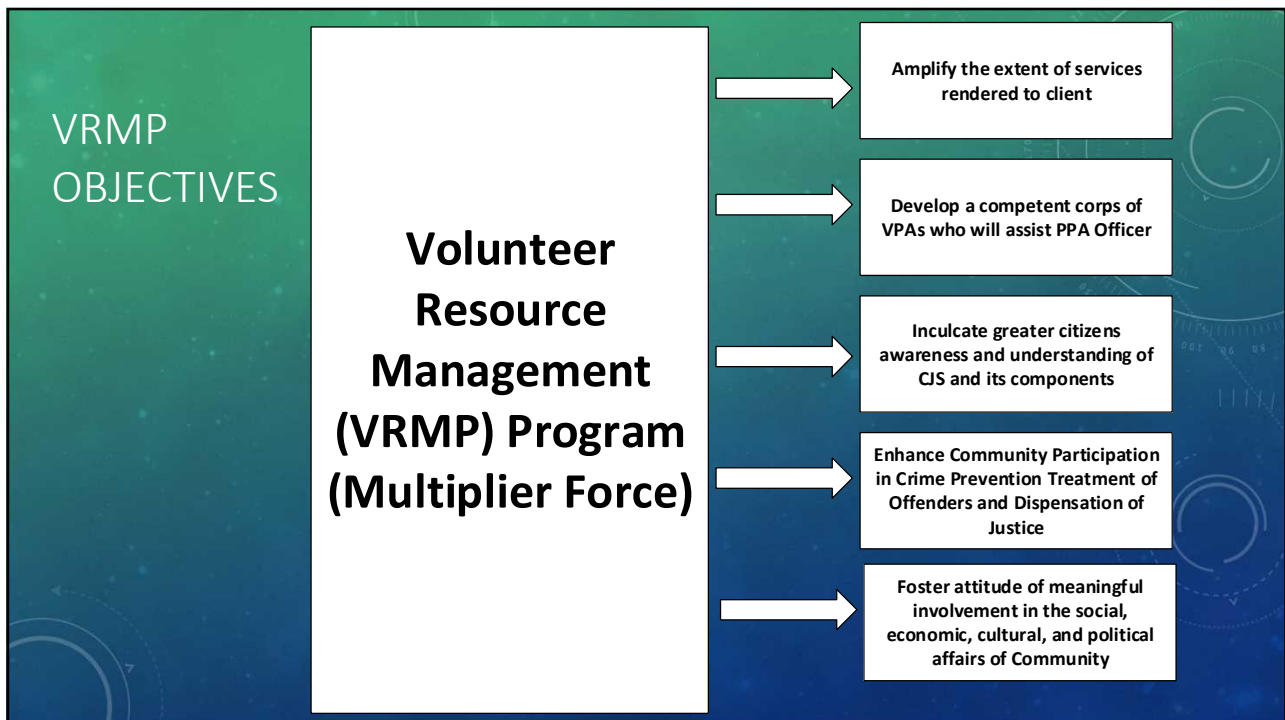 VRMP
OBJECTIVES
Volunteer
Resource
Management
(VRMP) Program
(Multiplier Force)
Amplify the extent of services
rendered to client
Develop a competent corps of
VPAs who will assist PPA Officer
Inculcate greater citizens
awareness and understanding of
CJS and its components
Enhance Community Participation
in Crime Prevention Treatment of
Offenders and Dispensation of
Justice
Foster attitude of meaningful
involvement in the social,
economic, cultural, and political
affairs of Community